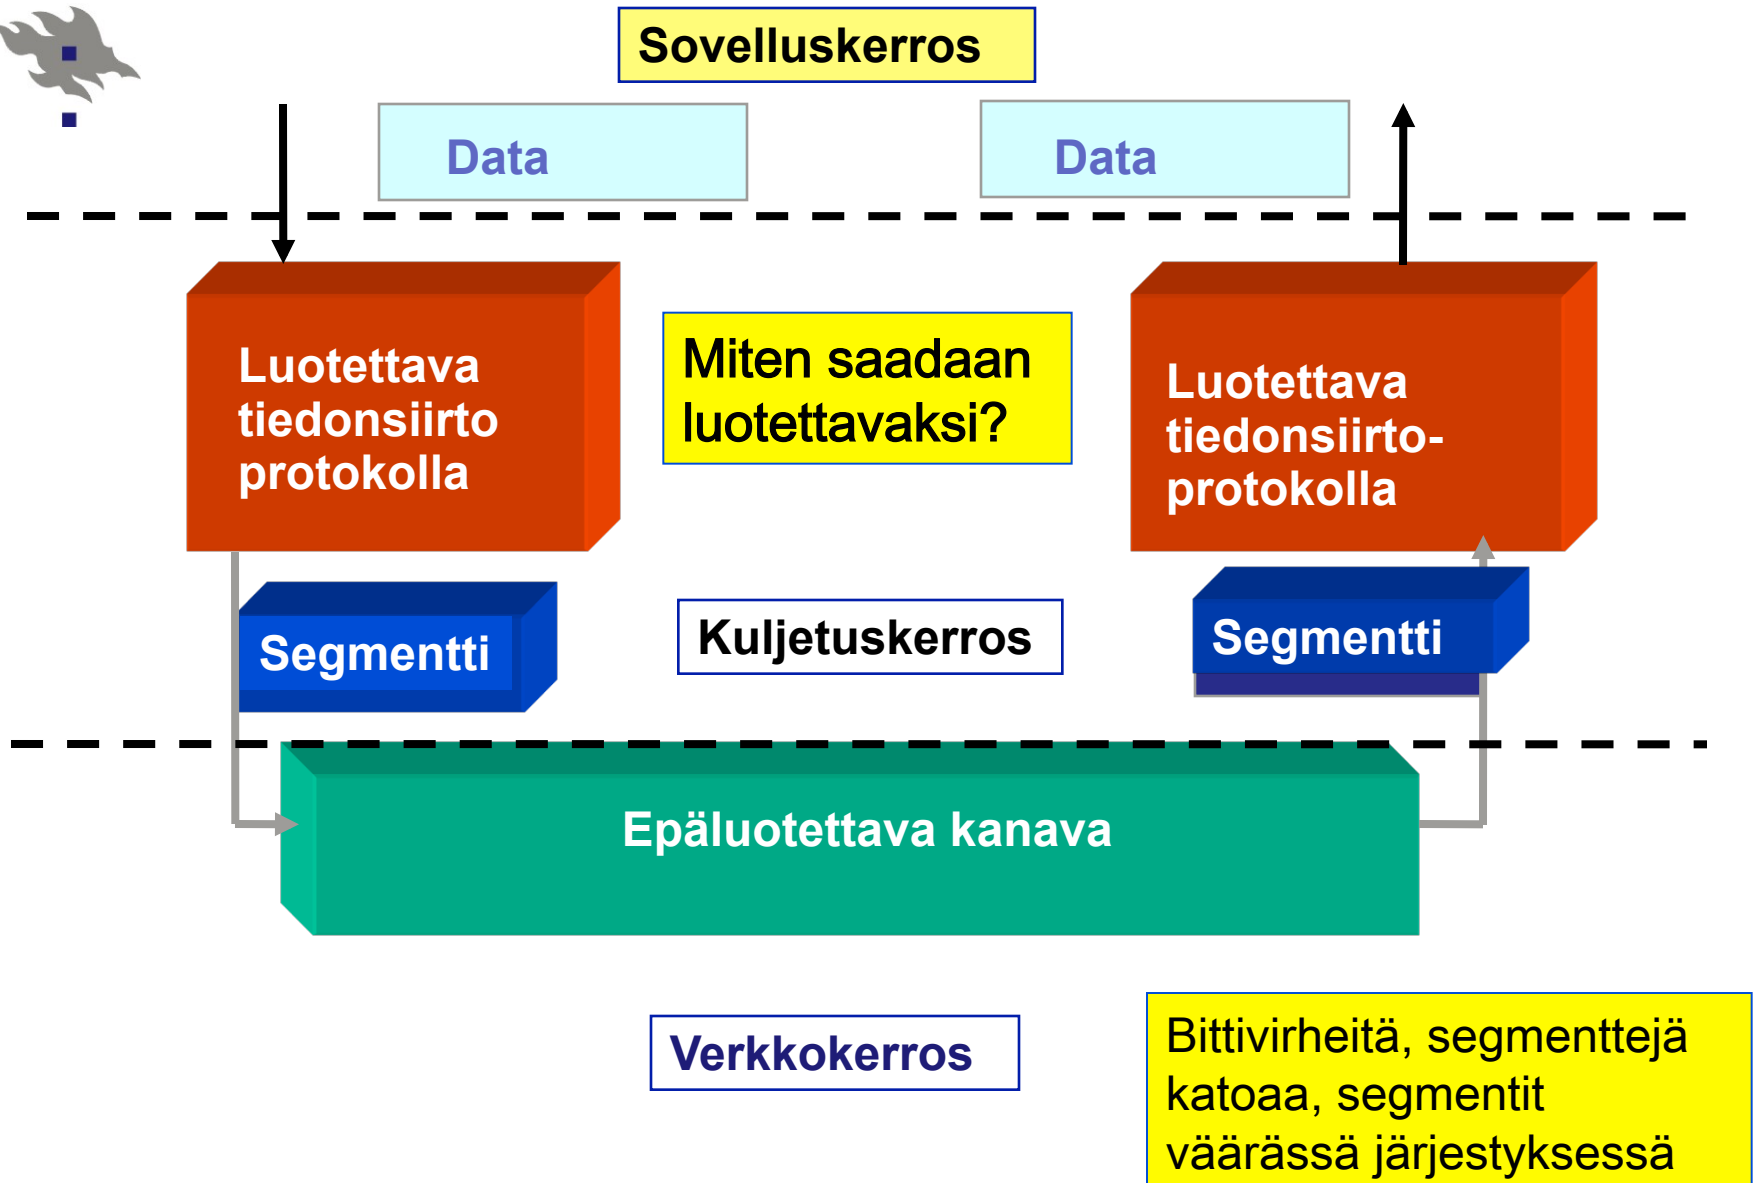 Sovelluskerros
Data
Data
Luotettava
tiedonsiirto
protokolla
Miten saadaan
luotettavaksi?
Luotettava
tiedonsiirto-
protokolla
Segmentti
Kuljetuskerros
Segmentti
Epäluotettava kanava
Verkkokerros
Bittivirheitä, segmenttejä
katoaa, segmentit
väärässä järjestyksessä